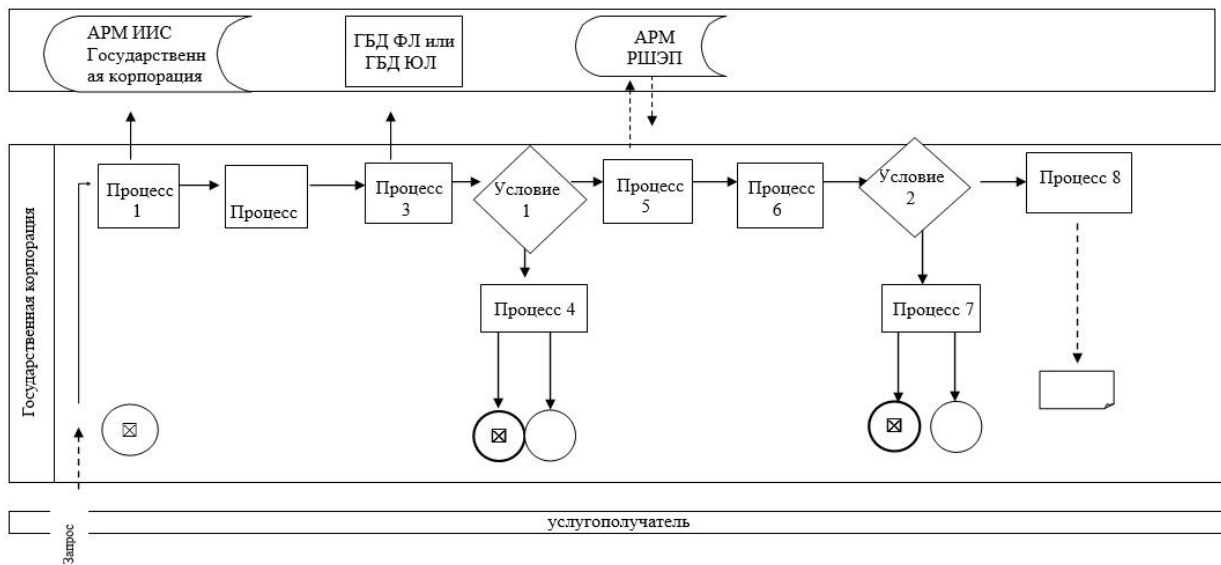 АРМ ИИС
Государственн
ая корпорация
ГБД ФЛ или
ГБД ЮЛ
АРМ
РШЭП
Государственная корпорация
Процесс
1
Процесс
Процесс
3
Условие
1
Процесс
5
Процесс
6
Условие
2
Процесс 8
Процесс 4
Процесс 7
Запрос
услугополучатель